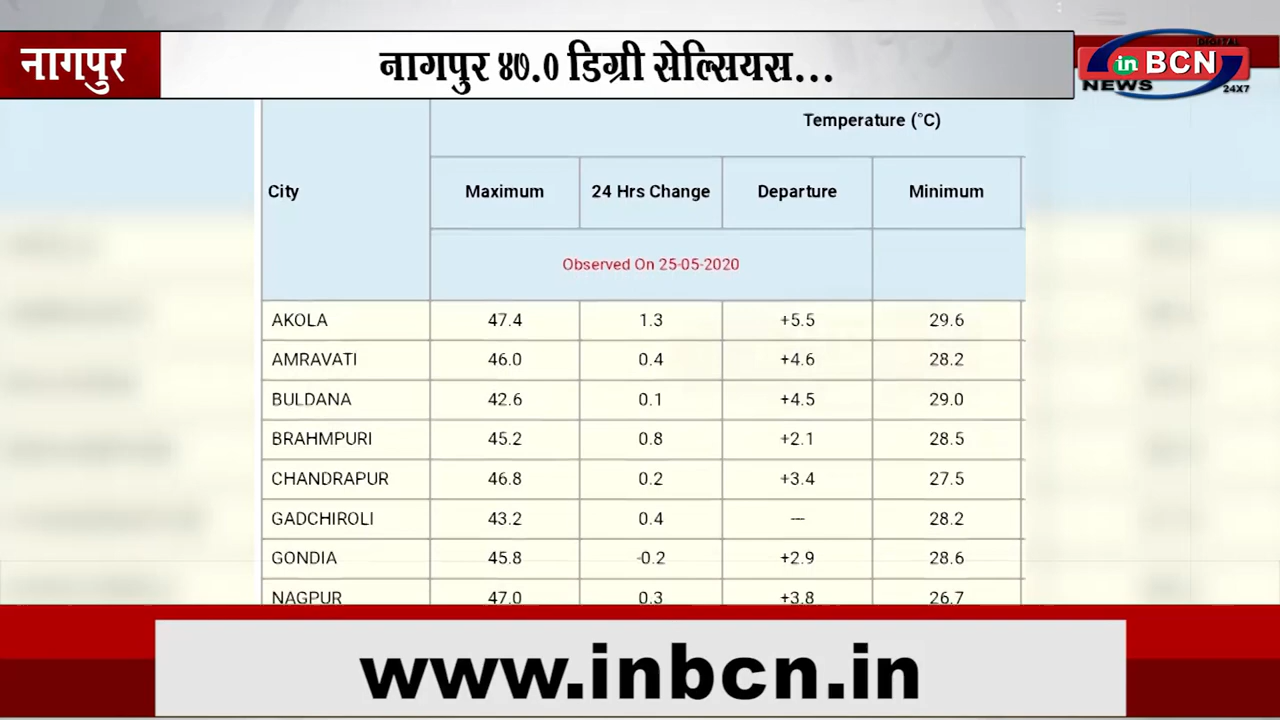 नागपुर
नागपुर ४७.0 डिग्री सेल्सियस...
DIGITAL
in BCN
NEWS 24X7
Temperature (°C)
City Maximum 24 Hrs Change Departure Minimum
Observed On 25-05-2020
AKOLA 47.4 1.3 +5.5 29.6
AMRAVATI 46.0 0.4 +4.6 28.2
BULDANA 42.6 0.1 +4.5 29.0
BRAHMPURI 45.2 0.8 +2.1 28.5
CHANDRAPUR 46.8 0.2 +3.4 27.5
GADCHIROLI 43.2 0.4 --- 28.2
GONDIA 45.8 -0.2 +2.9 28.6
NAGPUR 47.0 0.3 +3.8 26.7
www.inbcn.in